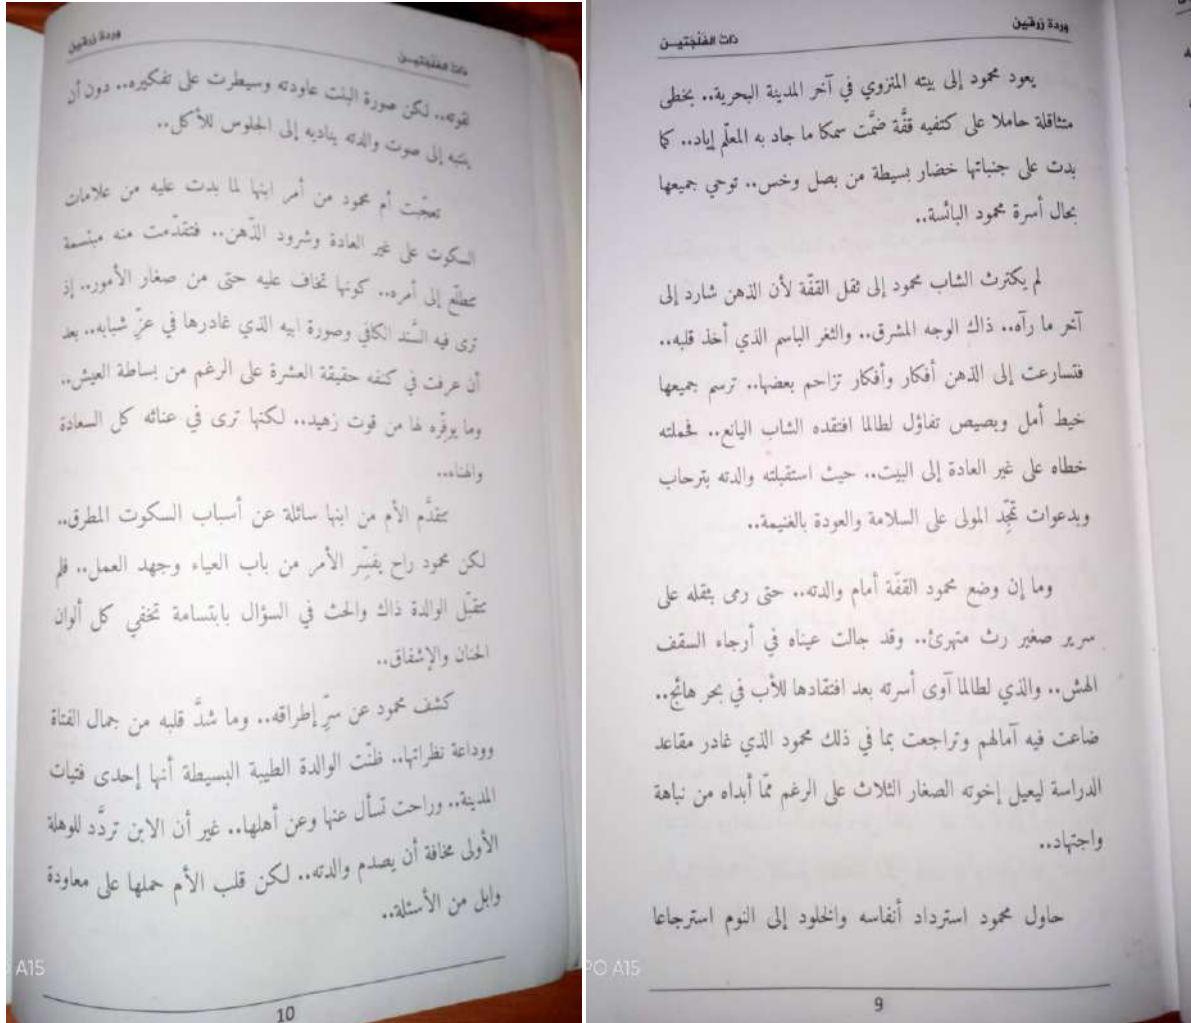 وردة زرقين
ذات الغلجتين
يعود محمود إلى بيته المنزوي في آخر المدينة البحرية.. بخطى
متثاقلة حاملا على كتفيه قفَّة ضمَّت سمكا ما جاد به المعلّم إياد.. كما
بدت على جنباتها خضار بسيطة من بصل وخس.. توحي جميعها
بحال أسرة محمود البائسة..
لم يكترث الشاب محمود إلى ثقل القفّة لأن الذهن شارد إلى
آخر ما رآه.. ذاك الوجه المشرق.. والثغر الباسم الذي أخذ قلبه..
فتسارعت إلى الذهن أفكار وأفكار تزاحم بعضها.. ترسم جميعها
خيط أمل وبصيص تفاؤل لطالما افتقده الشاب اليانع.. فحملته
خطاه على غير العادة إلى البيت.. حيث استقبلته والدته بترحاب
وبدعوات تمجّد المولى على السلامة والعودة بالغنيمة..
وما إن وضع محمود القفّة أمام والدته.. حتى رمى بثقله على
سرير صغير رث متهرئ.. وقد جالت عيناه في أرجاء السقف
الهش.. والذي لطالما آوى أسرته بعد افتقادها للأب في بحر هائج..
ضاعت فيه آمالهم وتراجعت بما في ذلك محمود الذي غادر مقاعد
الدراسة ليعيل إخوته الصغار الثلاث على الرغم ممّا أبداه من نباهة
واجتهاد..
حاول محمود استرداد أنفاسه والخلود إلى النوم استرجاعا
9
وردة زرقين
ذات الغلجتين
لقوته.. لكن صورة البنت عاودته وسيطرت على تفكيره.. دون أن
ينتبه إلى صوت والدته يناديه إلى الجلوس للأكل..
تعجّبت أم محمود من أمر ابنها لما بدت عليه من علامات
السكوت على غير العادة وشرود الذّهن.. فتقدّمت منه مبتسمة
تتطلّع إلى أمره.. كونها تخاف عليه حتى من صغار الأمور.. إذ
ترى فيه السَّند الكافي وصورة ابيه الذي غادرها في عزّ شبابه.. بعد
أن عرفت في كنفه حقيقة العشرة على الرغم من بساطة العيش..
وما يوفّره لها من قوت زهيد.. لكنها ترى في عنائه كل السعادة
والهناء..
تتقدَّم الأم من ابنها سائلة عن أسباب السكوت المطرق..
لكن محمود راح يفسِّر الأمر من باب العياء وجهد العمل.. فلم
تتقبّل الوالدة ذاك والحث في السؤال بابتسامة تخفي كل ألوان
الحنان والإشفاق..
كشف محمود عن سرِّ إطراقه.. وما شدَّ قلبه من جمال الفتاة
ووداعة نظراتها.. ظنّت الوالدة الطيبة البسيطة أنها إحدى فتيات
المدينة.. وراحت تسأل عنها وعن أهلها.. غير أن الابن تردَّد للوهلة
الأولى مخافة أن يصدم والدته.. لكن قلب الأم حملها على معاودة
وابل من الأسئلة..
10
A15
PO A15